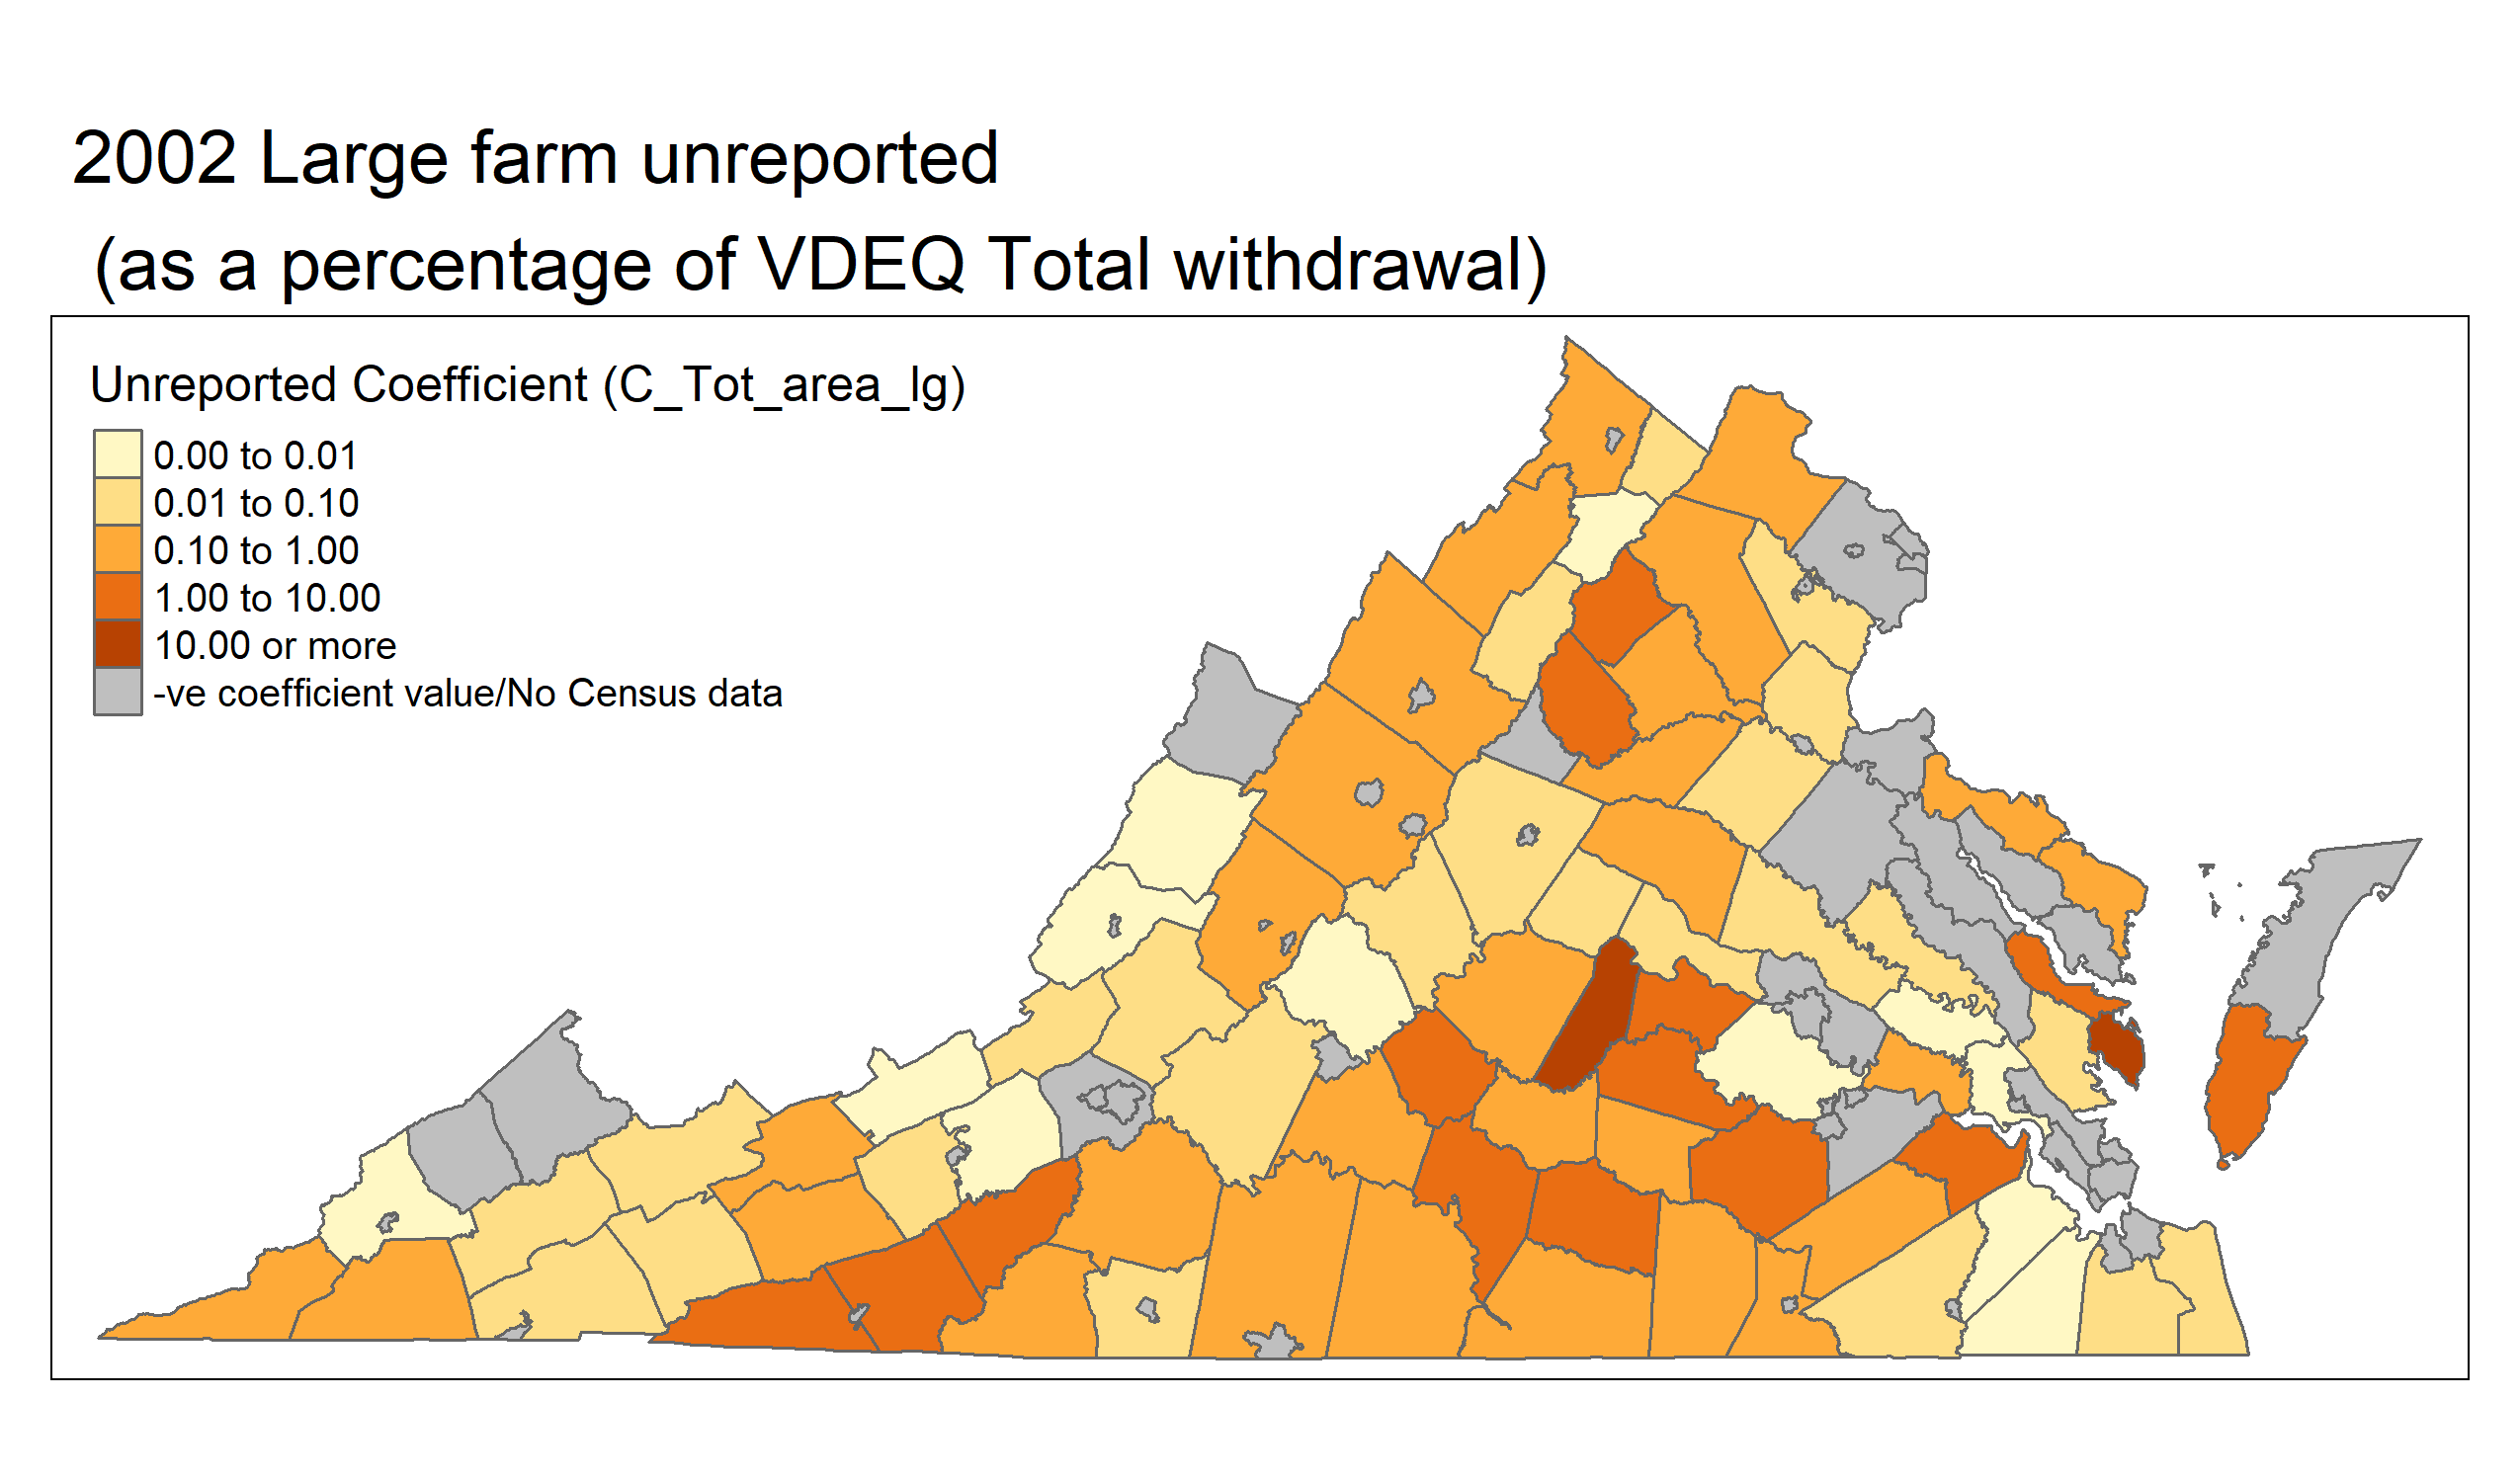 2002 Large farm unreported
(as a percentage of VDEQ Total withdrawal)
Unreported Coefficient (C_Tot_area_lg)
0.00 to 0.01
0.01 to 0.10
0.10 to 1.00
1.00 to 10.00
10.00 or more
-ve coefficient value/No Census data